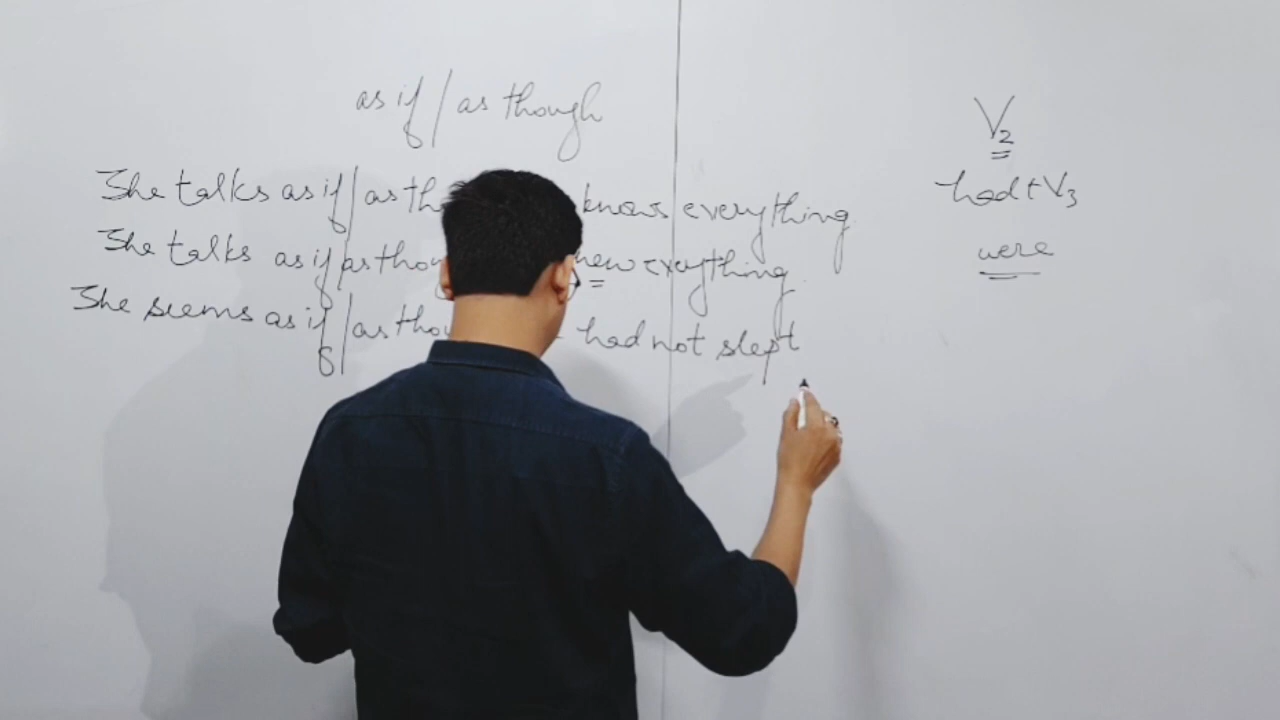 as if / as though
She talks as if / as tho knows everything
She talks as if / as thou new everything
She seems as if / as thou had not slept
V2
had + V3
were